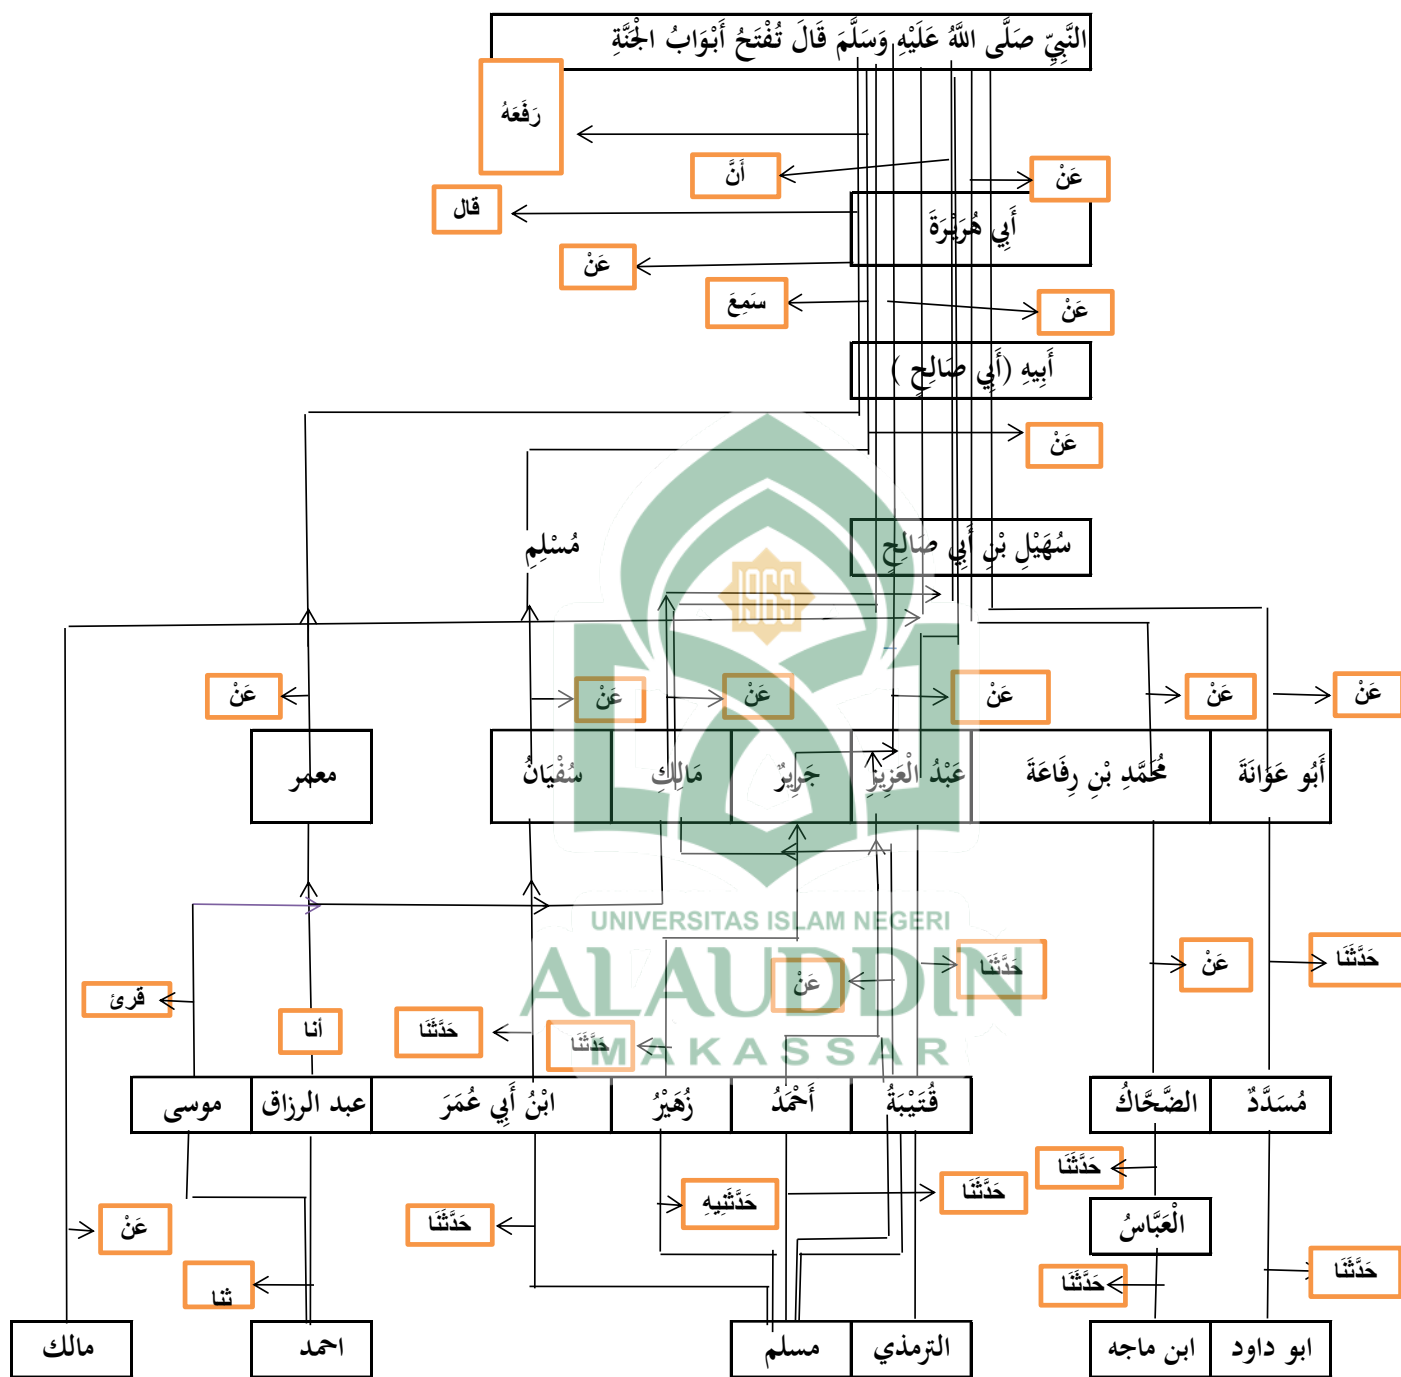 النَّبِيِّ صَلَّى اللَّهُ عَلَيْهِ وَسَلَّمَ قَالَ تُفْتَحُ أَبْوَابُ الْجَنَّةِ
رَفَعَهُ
أَنَّ
عَنْ
قال
أَبِي هُرَيْرَةَ
عَنْ
سَمِعَ
عَنْ
أَبِيهِ (أَبِي صَالِحٍ )
عَنْ
سُهَيْلِ بْنِ أَبِي صَالِحٍ
مُسْلِمِ
1965
عَنْ
عَنْ
عَنْ
عَنْ
عَنْ
عَنْ
أَبُو عَوَانَةَ
مُحَمَّدِ بْنِ رِفَاعَةَ
عَبْدُ الْعَزِيزِ
جَرِيرٌ
مَالِكِ
سُفْيَانُ
معمر
UNIVERSITAS ISLAM NEGERI
ALAUDDIN
MAKASSAR
حَدَّثَنَا
عَنْ
حَدَّثَنَا
عَنْ
قرئ
أنا
حَدَّثَنَا
حَدَّثَنَا
مُسَدَّدٌ
الضَّحَّاكُ
قُتَيْبَةُ
أَحْمَدُ
زُهَيْرُ
ابْنُ أَبِي عُمَرَ
عبد الرزاق
موسى
حَدَّثَنَا
حَدَّثَنَا
حَدَّثَنِيهِ
حَدَّثَنَا
عَنْ
الْعَبَّاسُ
حَدَّثَنَا
حَدَّثَنَا
ثنا
ابو داود
ابن ماجه
الترمذي
مسلم
احمد
مالك